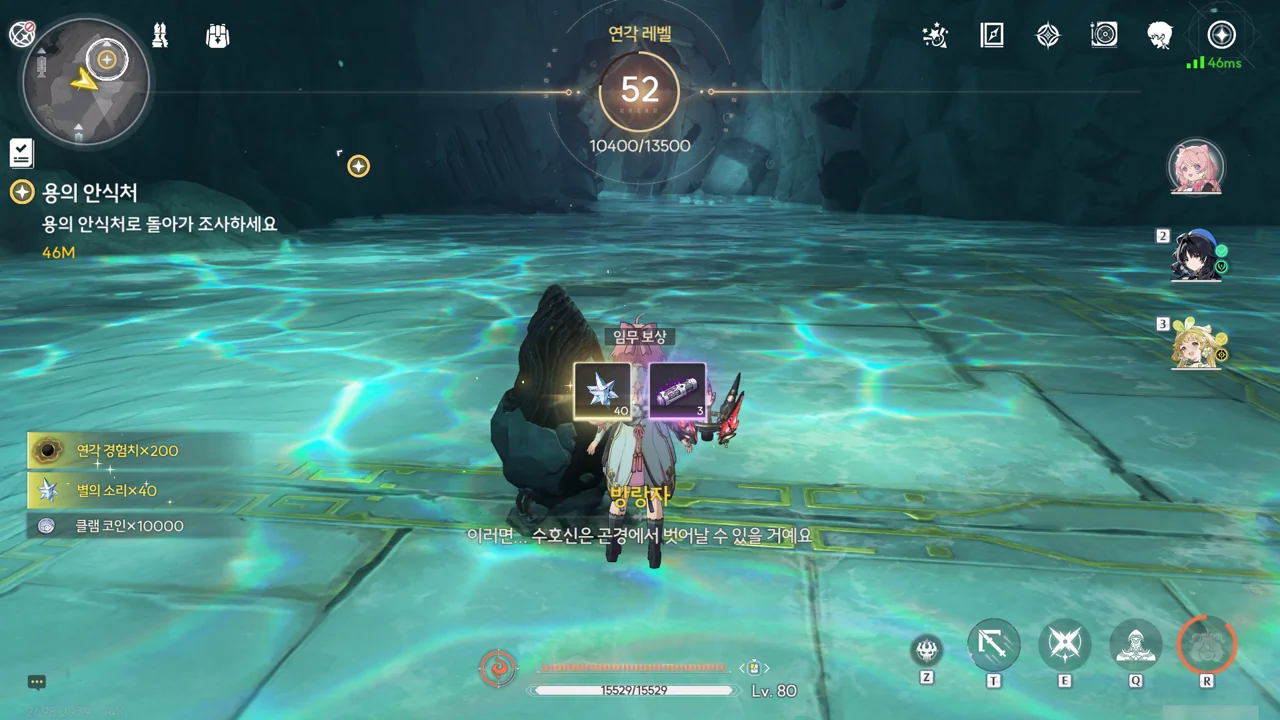 연각 레벨
52
10400/13500
46ms
용의 안식처
용의 안식처로 돌아가 조사하세요
46M
2
3
임무 보상
40
3
연각 경험치×200
별의 소리×40
클램 코인×10000
방랑자
이러면... 수호신은 곤경에서 벗어날 수 있을 거예요
15529/15529
Lv. 80
Z
T
E
Q
R